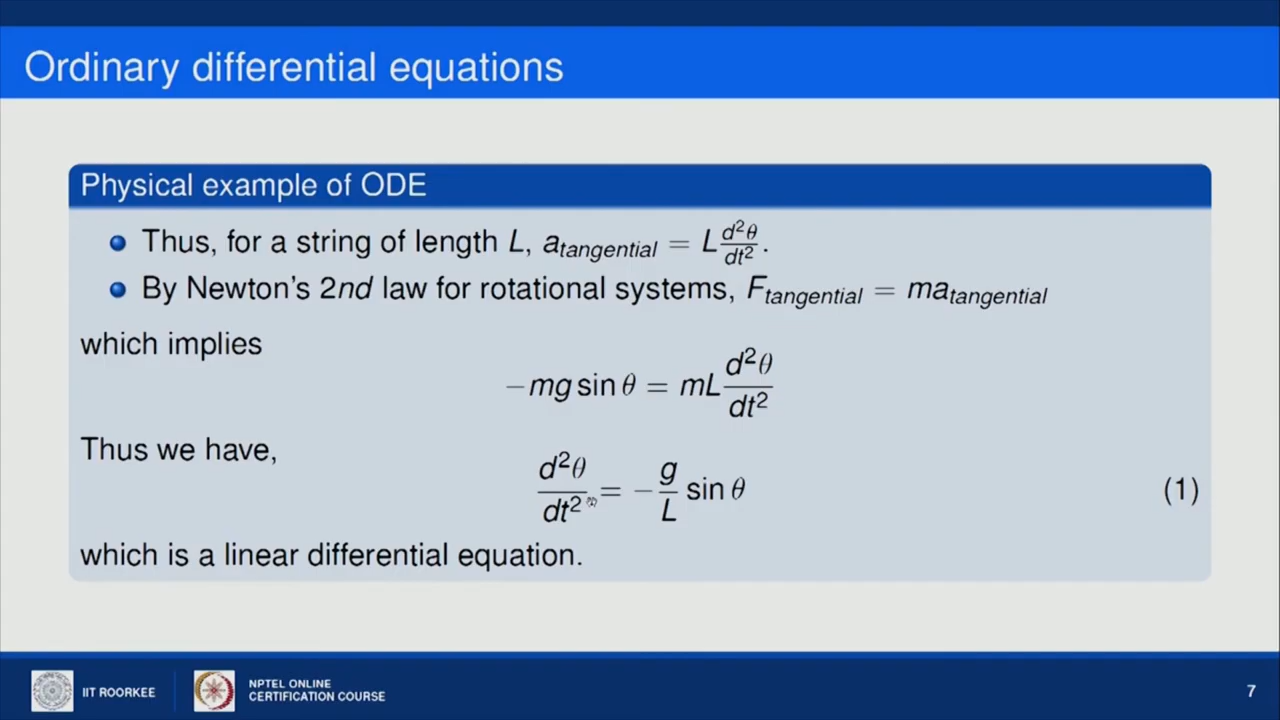 Ordinary differential equations
Physical example of ODE
Thus, for a string of length L, a_tangential = L d²θ/dt².
By Newton's 2nd law for rotational systems, F_tangential = ma_tangential
which implies
−mg sin θ = mL d²θ/dt²
Thus we have,
d²θ/dt² = −g/L sin θ (1)
which is a linear differential equation.
IIT ROORKEE
NPTEL ONLINE
CERTIFICATION COURSE
7